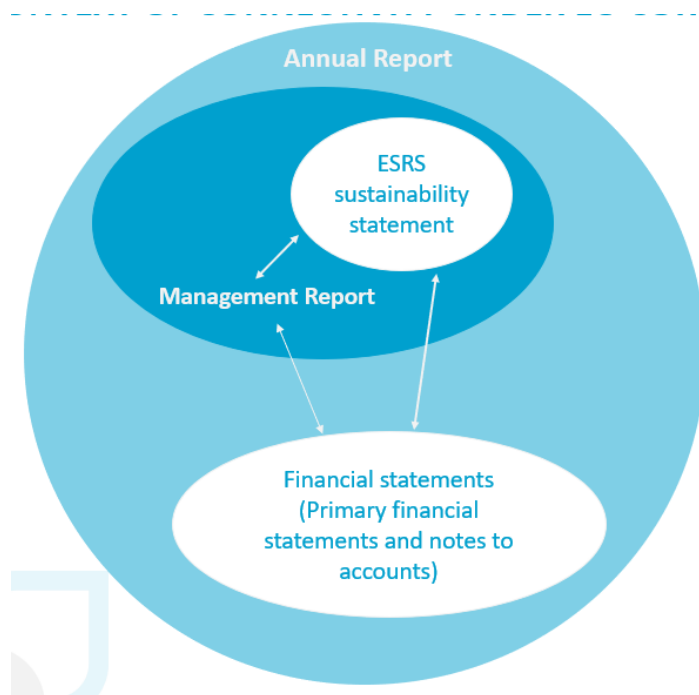 Annual Report
ESRS
sustainability
statement
Management Report
Financial statements
(Primary financial
statements and notes to
accounts)